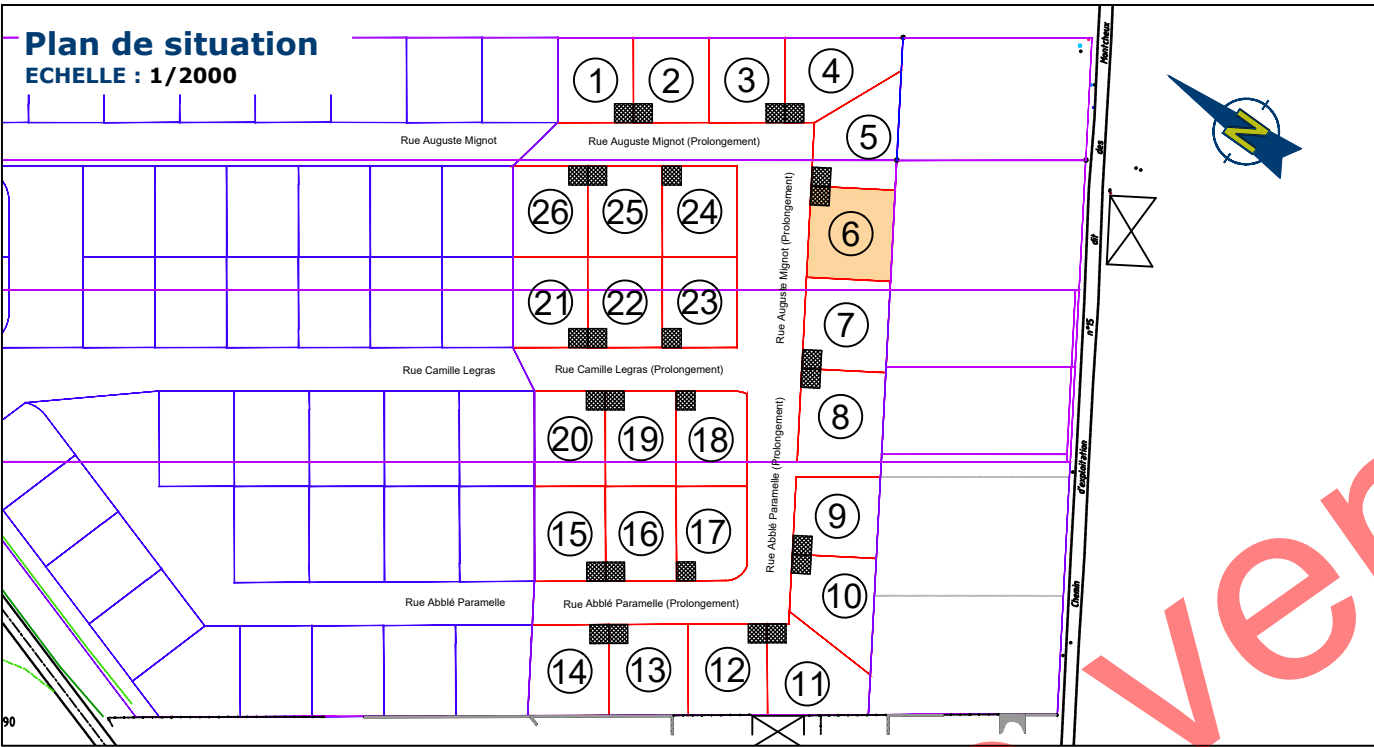 Plan de situation
ECHELLE : 1/2000
1
2
3
4
5
Rue Auguste Mignot
Rue Auguste Mignot (Prolongement)
26
25
24
Rue Auguste Mignot (Prolongement)
6
N
21
22
23
7
Rue Camille Legras
Rue Camille Legras (Prolongement)
20
19
18
8
Rue Abblé Paramelle (Prolongement)
15
16
17
9
10
Rue Abblé Paramelle
Rue Abblé Paramelle (Prolongement)
14
13
12
11
Chemin d'exploitation n°15 dit des Montcheux
90
ver